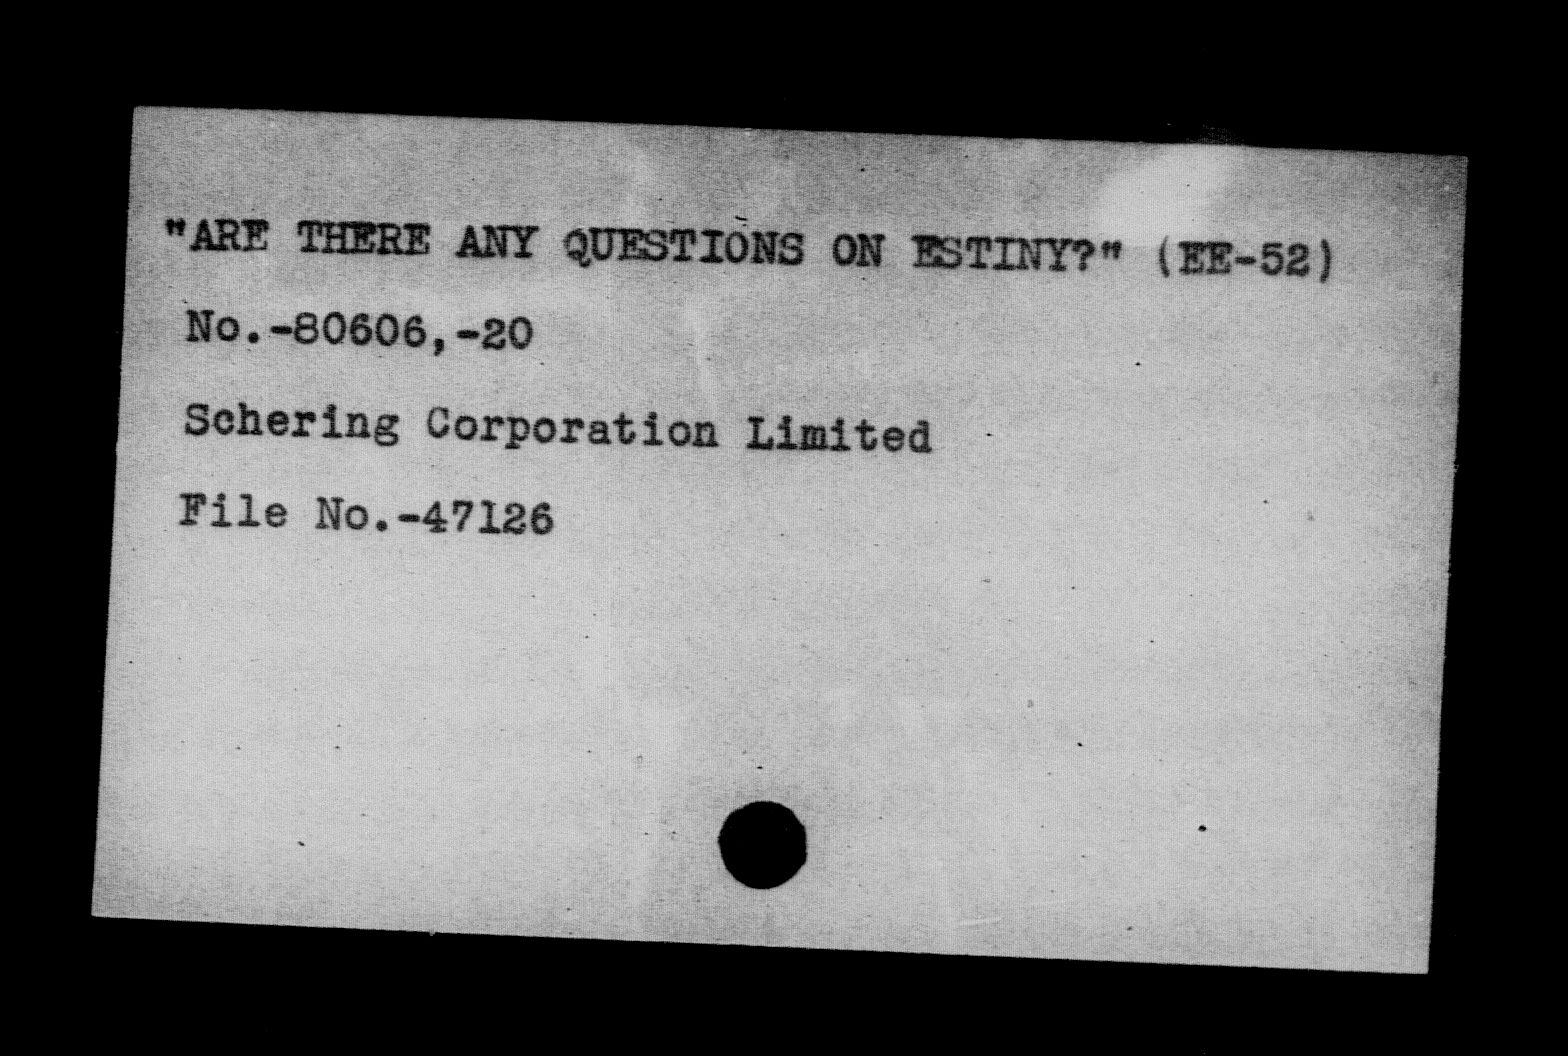 "ARE THERE ANY QUESTIONS ON ESTINY?" (EE-52)
No.-80606,-20
Schering Corporation Limited
File No.-47126